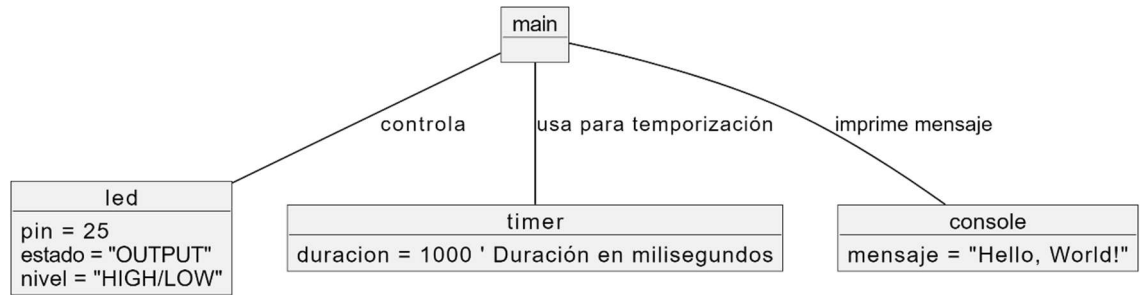 main
controla
usa para temporización
imprime mensaje
led
pin = 25
estado = "OUTPUT"
nivel = "HIGH/LOW"
timer
duracion = 1000 ' Duración en milisegundos
console
mensaje = "Hello, World!"